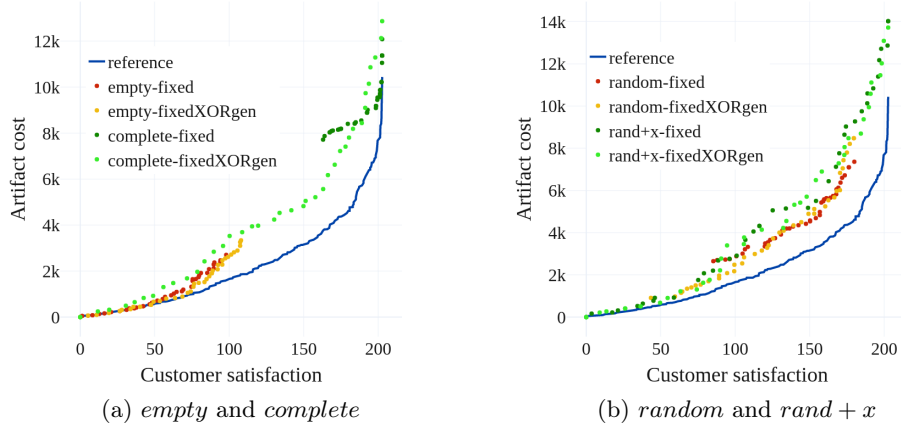 12k
10k
8k
6k
4k
2k
0
Artifact cost
reference
empty-fixed
empty-fixedXORgen
complete-fixed
complete-fixedXORgen
0 50 100 150 200
Customer satisfaction
(a) empty and complete
14k
12k
10k
8k
6k
4k
2k
0
Artifact cost
reference
random-fixed
random-fixedXORgen
rand+x-fixed
rand+x-fixedXORgen
0 50 100 150 200
Customer satisfaction
(b) random and rand + x